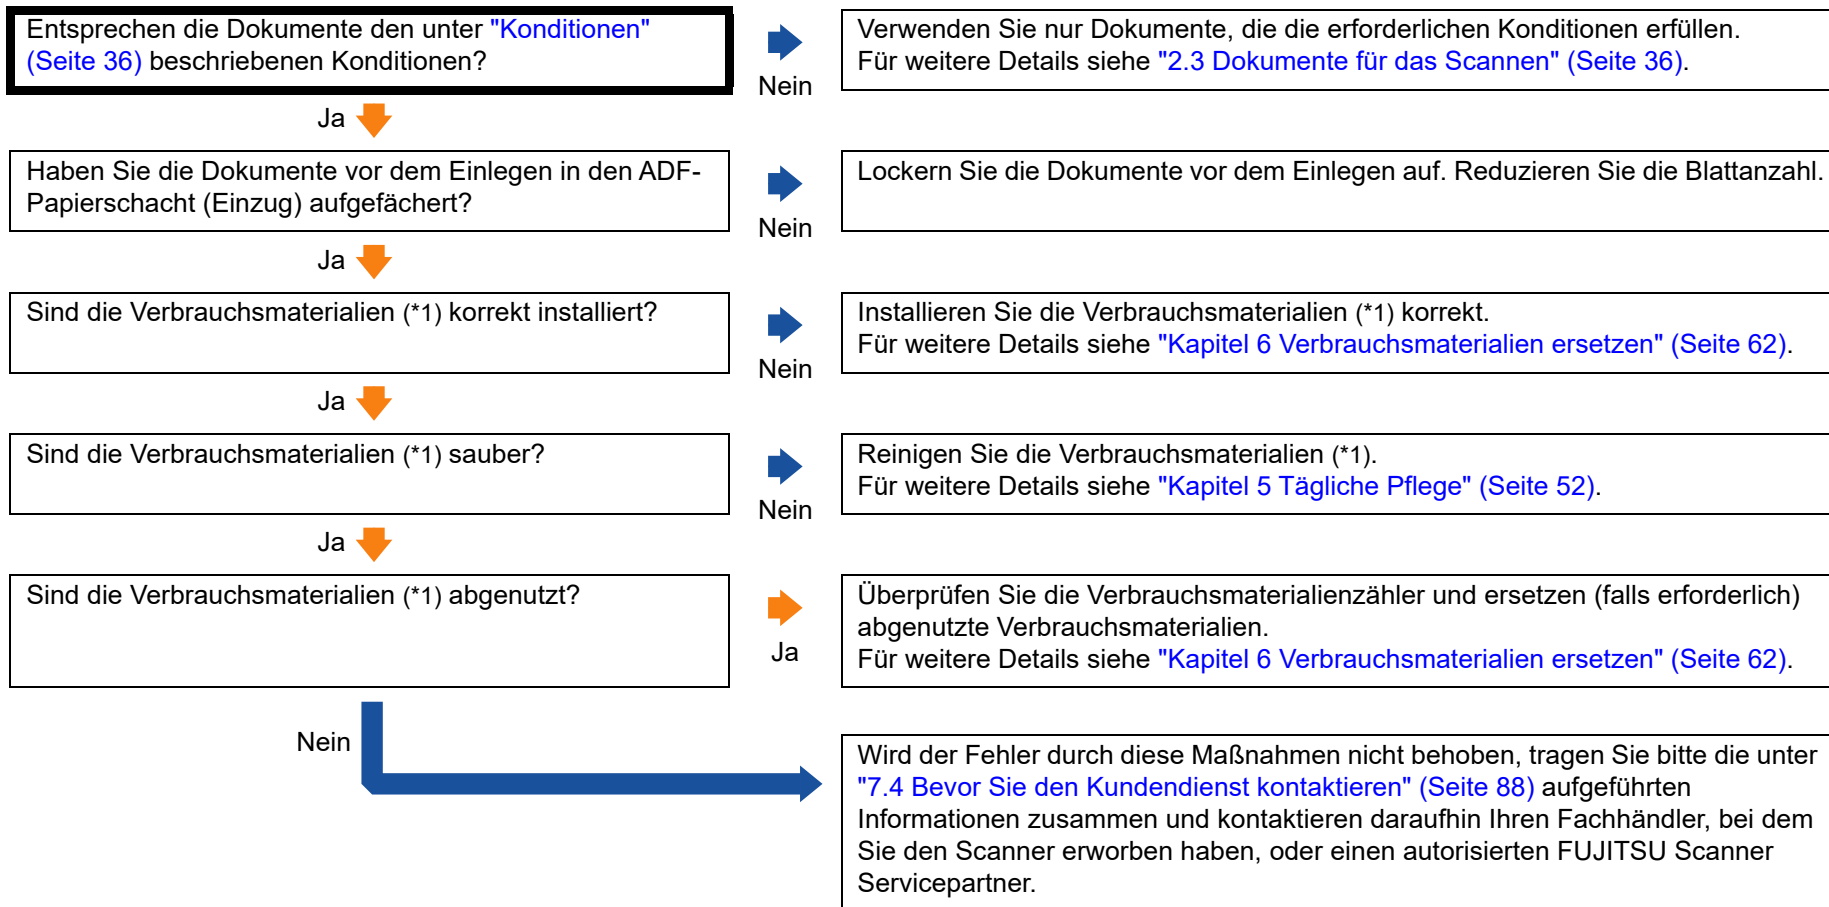 Entsprechen die Dokumente den unter "Konditionen"
(Seite 36) beschriebenen Konditionen?
Nein
Verwenden Sie nur Dokumente, die die erforderlichen Konditionen erfüllen.
Für weitere Details siehe "2.3 Dokumente für das Scannen" (Seite 36).
Ja
Haben Sie die Dokumente vor dem Einlegen in den ADF-
Papierschacht (Einzug) aufgefächert?
Nein
Lockern Sie die Dokumente vor dem Einlegen auf. Reduzieren Sie die Blattanzahl.
Ja
Sind die Verbrauchsmaterialien (*1) korrekt installiert?
Nein
Installieren Sie die Verbrauchsmaterialien (*1) korrekt.
Für weitere Details siehe "Kapitel 6 Verbrauchsmaterialien ersetzen" (Seite 62).
Ja
Sind die Verbrauchsmaterialien (*1) sauber?
Nein
Reinigen Sie die Verbrauchsmaterialien (*1).
Für weitere Details siehe "Kapitel 5 Tägliche Pflege" (Seite 52).
Ja
Sind die Verbrauchsmaterialien (*1) abgenutzt?
Ja
Überprüfen Sie die Verbrauchsmaterialienzähler und ersetzen (falls erforderlich)
abgenutzte Verbrauchsmaterialien.
Für weitere Details siehe "Kapitel 6 Verbrauchsmaterialien ersetzen" (Seite 62).
Nein
Wird der Fehler durch diese Maßnahmen nicht behoben, tragen Sie bitte die unter
"7.4 Bevor Sie den Kundendienst kontaktieren" (Seite 88) aufgeführten
Informationen zusammen und kontaktieren daraufhin Ihren Fachhändler, bei dem
Sie den Scanner erworben haben, oder einen autorisierten FUJITSU Scanner
Servicepartner.